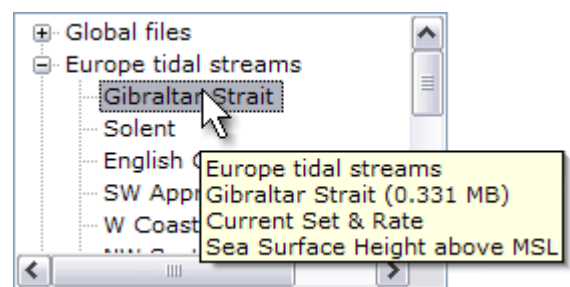 Global files
Europe tidal streams
Gibraltar Strait
Solent
English
SW
W Coast
Europe tidal streams
Gibraltar Strait (0.331 MB)
Current Set & Rate
Sea Surface Height above MSL